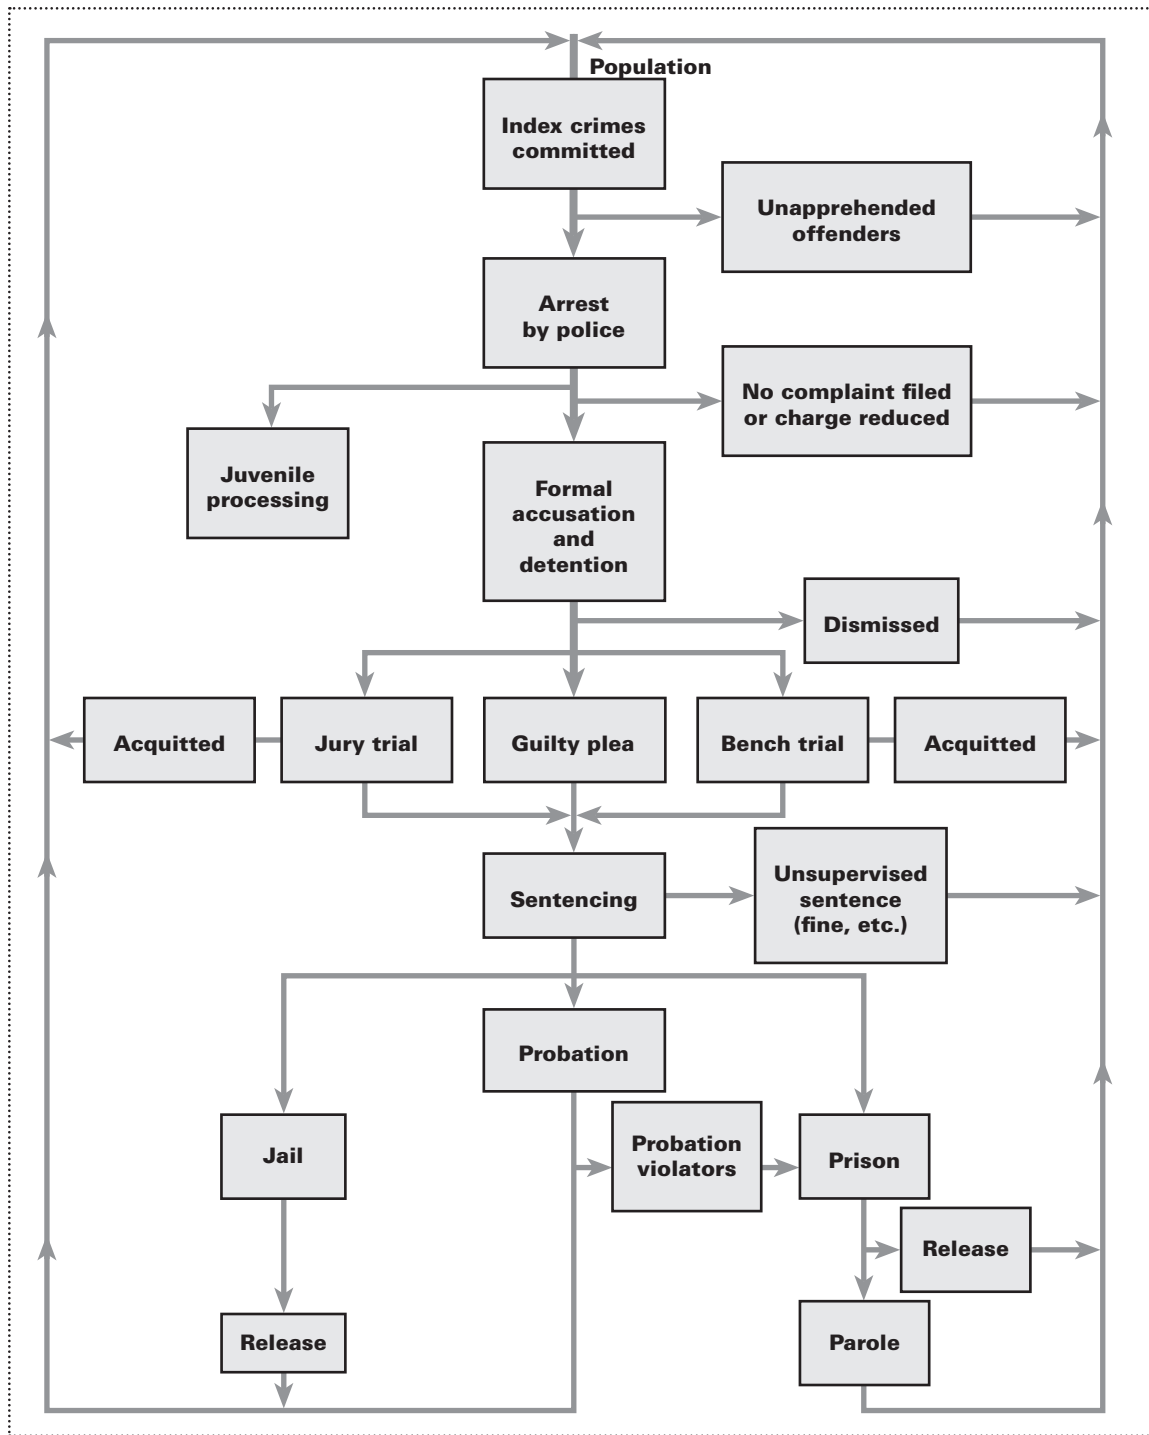 Population
Index crimes
committed
Unapprehended
offenders
Arrest
by police
No complaint filed
or charge reduced
Juvenile
processing
Formal
accusation
and
detention
Dismissed
Acquitted
Jury trial
Guilty plea
Bench trial
Acquitted
Sentencing
Unsupervised
sentence
(fine, etc.)
Probation
Jail
Probation
violators
Prison
Release
Release
Parole